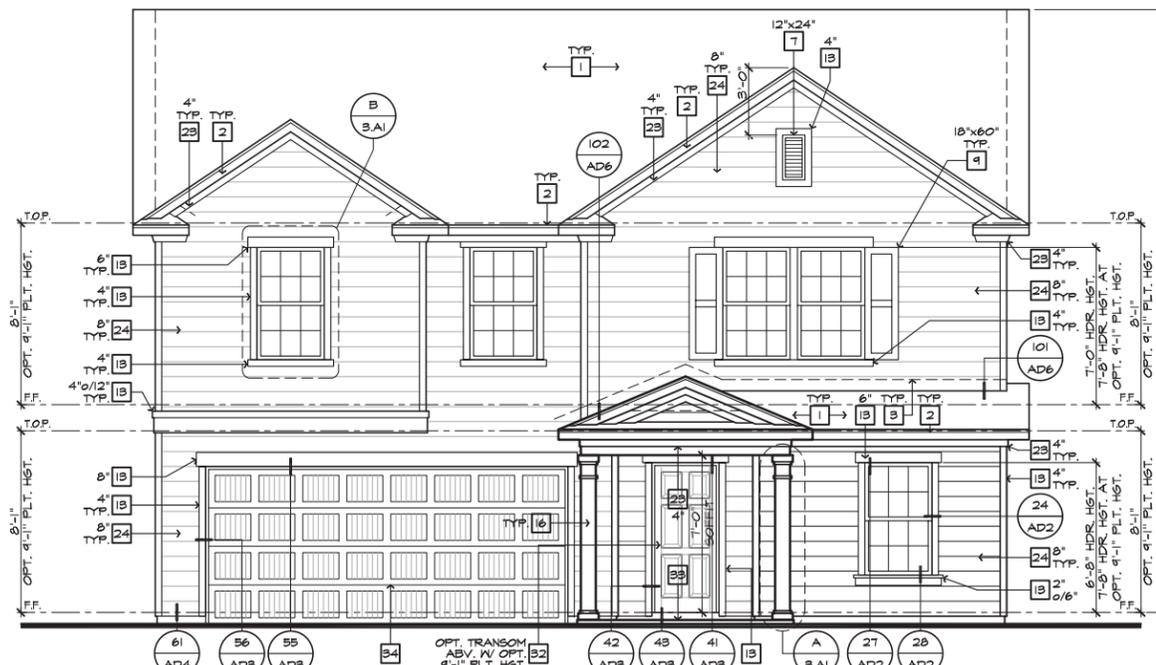 12"x24"
7
4"
13
TYP.
1
8"
TYP.
24
3'-0"
4"
TYP.
23
TYP.
2
B
3.A1
4"
TYP.
23
TYP.
2
102
AD6
18"x60"
TYP.
9
TYP.
2
T.O.P.
T.O.P.
6"
TYP. 13
4"
TYP. 13
8"
TYP. 24
4"
TYP. 13
4"o/12"
TYP. 13
8'-1"
OPT. 9'-1" PLT. HGT.
23 4"
TYP.
24 8"
TYP.
13 4"
TYP.
101
AD6
7'-0" HDR. HGT.
7'-8" HDR. HGT. AT
OPT. 9'-1" PLT. HGT.
8'-1"
OPT. 9'-1" PLT. HGT.
F.F.
F.F.
TYP.
1
6"
13
TYP.
3
TYP.
2
T.O.P.
T.O.P.
8" 13
4"
TYP. 13
8"
TYP. 24
8'-1"
OPT. 9'-1" PLT. HGT.
TYP. 16
23
4"
7'-0"
SOFFIT
33
23 4"
TYP.
13 4"
TYP.
24
AD2
24 8"
TYP.
13 2"
o/6"
6'-8" HDR. HGT.
7'-8" HDR. HGT. AT
OPT. 9'-1" PLT. HGT.
8'-1"
OPT. 9'-1" PLT. HGT.
F.F.
F.F.
61
AD4
56
AD3
55
AD3
34
OPT. TRANSOM
ABV. W/ OPT.
9'-1" PLT. HGT.
32
42
AD3
43
AD3
41
AD3
13
A
3.A1
27
AD2
28
AD2